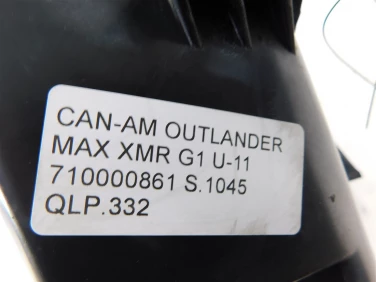 CAN-AM OUTLANDER
MAX XMR G1 U-11
710000861 S.1045
QLP.332